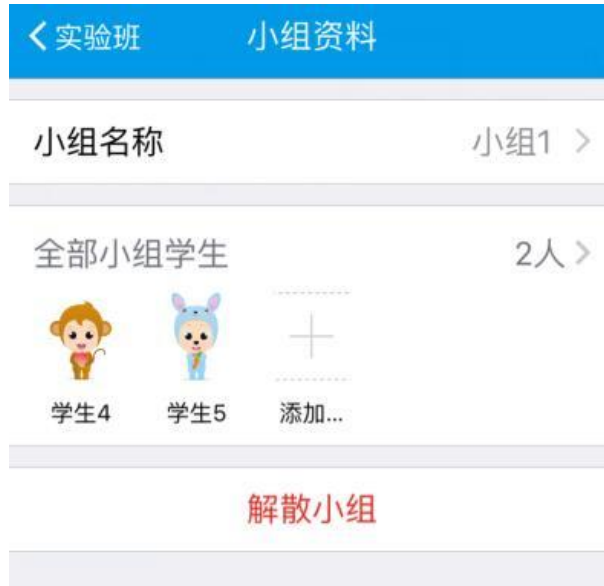 实验班 小组资料
小组名称 小组1
全部小组学生 2人
学生4 学生5 添加...
解散小组